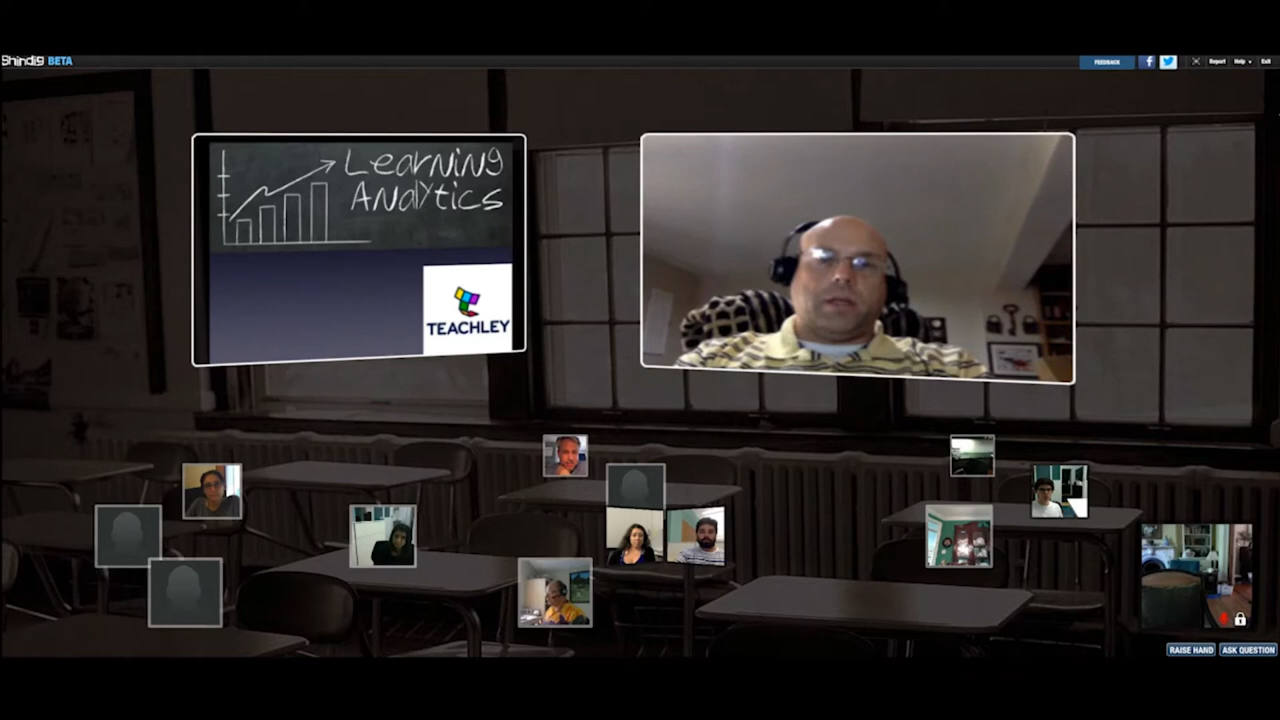 Shindig BETA
FEEDBACK
Report
Help
Exit
Learning
Analytics
TEACHLEY
RAISE HAND
ASK QUESTION